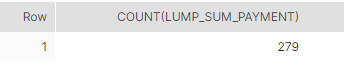 Row COUNT(LUMP_SUM_PAYMENT)
1 279